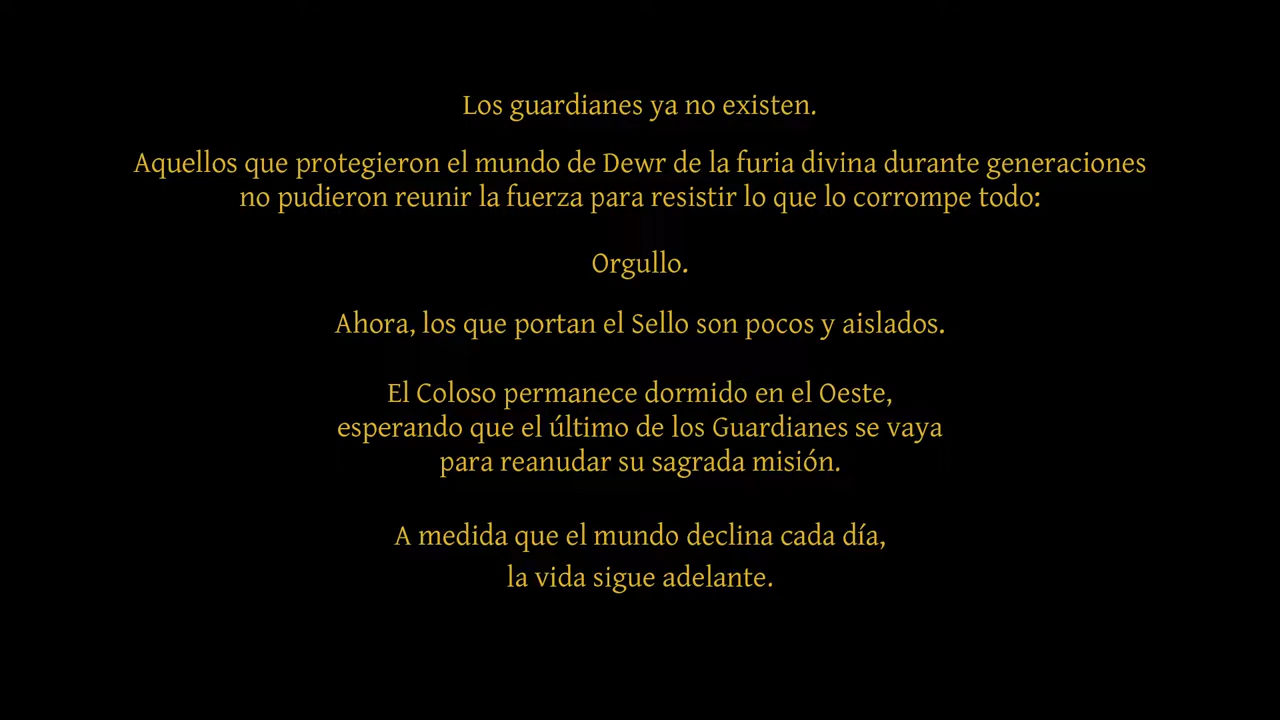 Los guardianes ya no existen.
Aquellos que protegieron el mundo de Dewr de la furia divina durante generaciones
no pudieron reunir la fuerza para resistir lo que lo corrompe todo:
Orgullo.
Ahora, los que portan el Sello son pocos y aislados.
El Coloso permanece dormido en el Oeste,
esperando que el último de los Guardianes se vaya
para reanudar su sagrada misión.
A medida que el mundo declina cada día,
la vida sigue adelante.